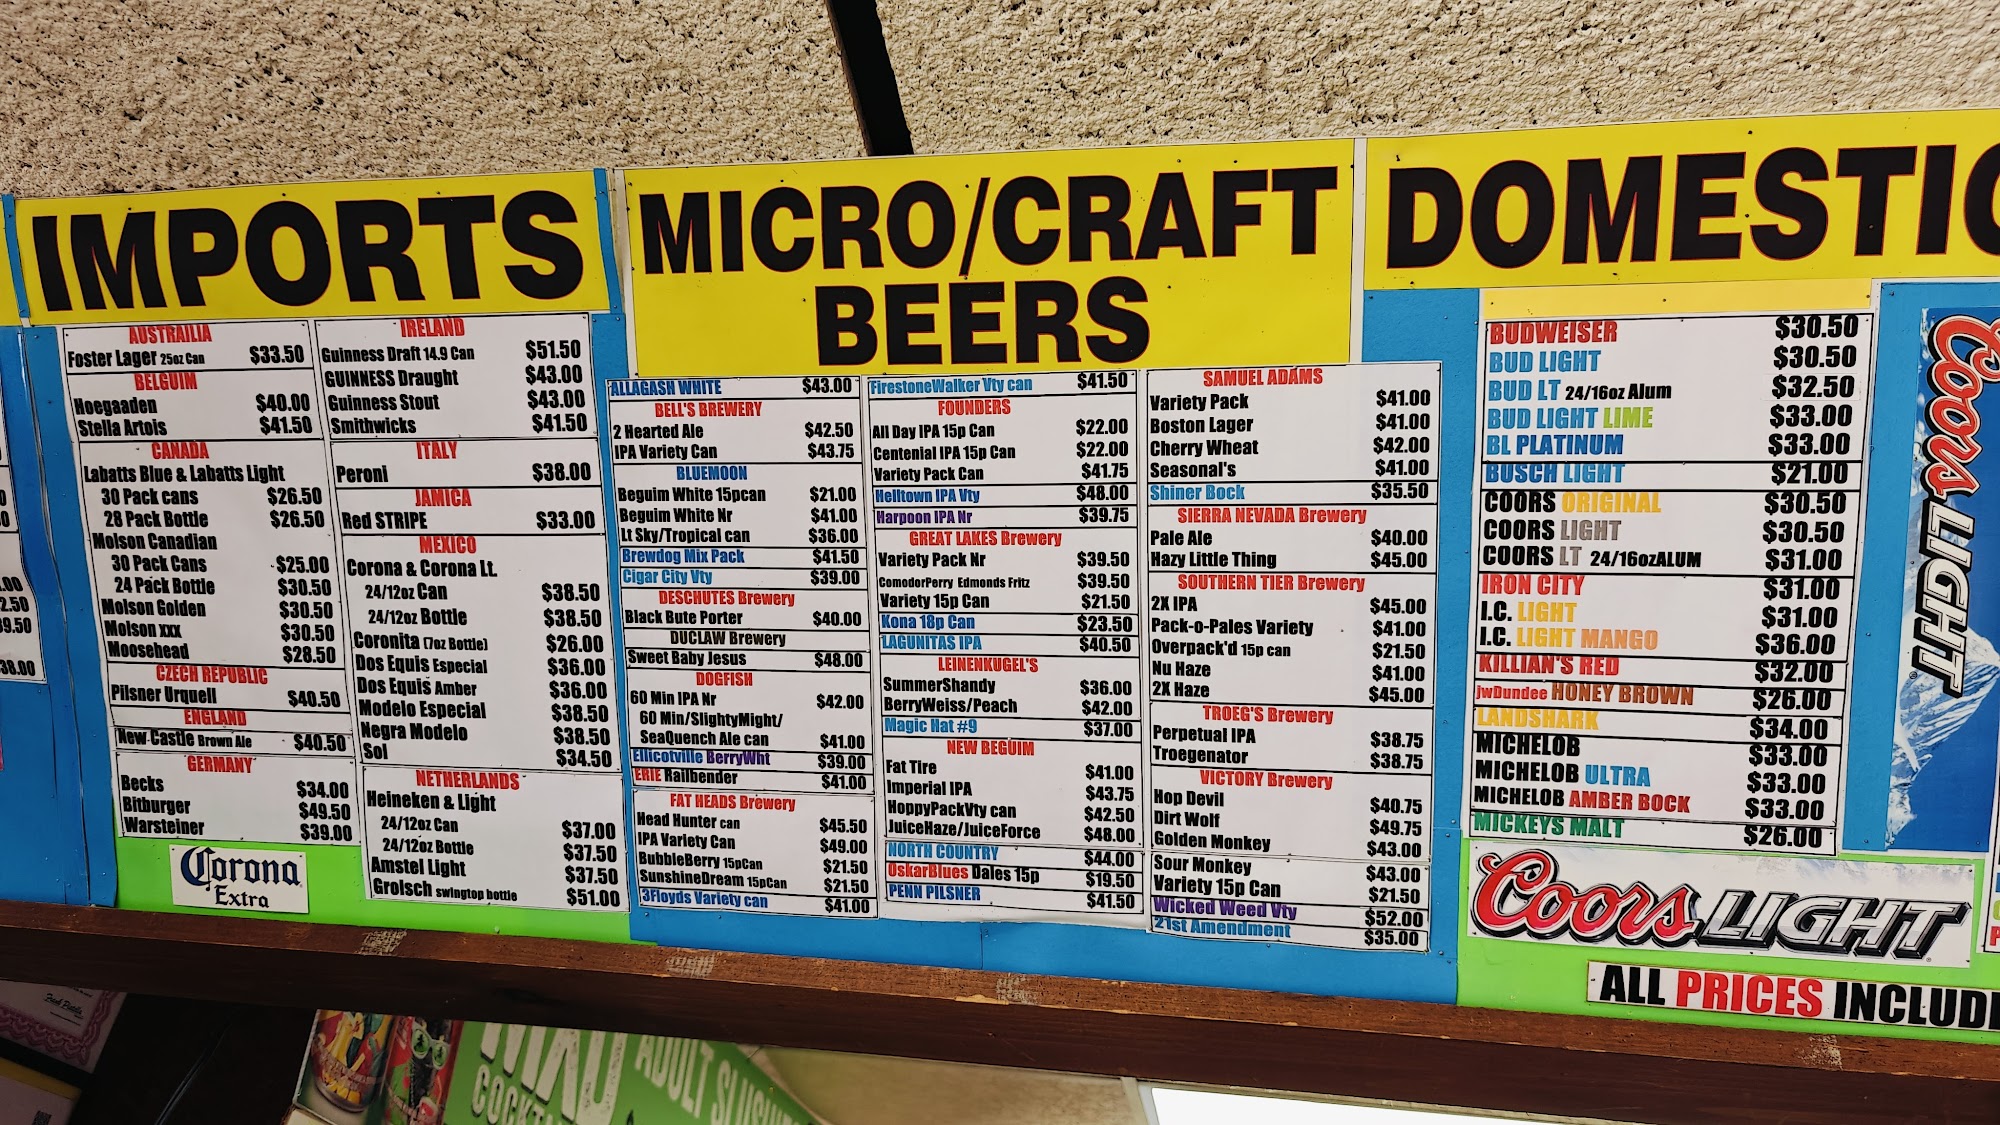 IMPORTS
AUSTRAILIA
Foster Lager 25oz Can $33.50
BELGUIM
Hoegaaden $40.00
Stella Artois $41.50
CANADA
Labatts Blue & Labatts Light
30 Pack cans $26.50
28 Pack Bottle $26.50
Molson Canadian
30 Pack Cans $25.00
24 Pack Bottle $30.50
Molson Golden $30.50
Molson xxx $30.50
Moosehead $28.50
CZECH REPUBLIC
Pilsner Urquell $40.50
ENGLAND
New Castle Brown Ale $40.50
GERMANY
Becks $34.00
Bitburger $49.50
Warsteiner $39.00
Corona
Extra
IRELAND
Guinness Draft 14.9 Can $51.50
GUINNESS Draught $43.00
Guinness Stout $43.00
Smithwicks $41.50
ITALY
Peroni $38.00
JAMICA
Red STRIPE $33.00
MEXICO
Corona & Corona Lt.
24/12oz Can $38.50
24/12oz Bottle $38.50
Coronita (7oz Bottle) $26.00
Dos Equis Especial $36.00
Dos Equis Amber $36.00
Modelo Especial $38.50
Negra Modelo $38.50
Sol $34.50
NETHERLANDS
Heineken & Light
24/12oz Can $37.00
24/12oz Bottle $37.50
Amstel Light $37.50
Grolsch swingtop bottle $51.00
MICRO/CRAFT
BEERS
ALLAGASH WHITE $43.00
BELL'S BREWERY
2 Hearted Ale $42.50
IPA Variety Can $43.75
BLUEMOON
Beguim White 15pcan $21.00
Beguim White Nr $41.00
Lt Sky/Tropical can $36.00
Brewdog Mix Pack $41.50
Cigar City Vty $39.00
DESCHUTES Brewery
Black Bute Porter $40.00
DUCLAW Brewery
Sweet Baby Jesus $48.00
DOGFISH
60 Min IPA Nr $42.00
60 Min/SlightyMight/
SeaQuench Ale can $41.00
Ellicotville BerryWht $39.00
ERIE Railbender $41.00
FAT HEADS Brewery
Head Hunter can $45.50
IPA Variety Can $49.00
BubbleBerry 15pCan $21.50
SunshineDream 15pCan $21.50
3Floyds Variety can $41.00
FirestoneWalker Vty can $41.50
FOUNDERS
All Day IPA 15p Can $22.00
Centenial IPA 15p Can $22.00
Variety Pack Can $41.75
Helltown IPA Vty $48.00
Harpoon IPA Nr $39.75
GREAT LAKES Brewery
Variety Pack Nr $39.50
ComodorPerry Edmonds Fritz $39.50
Variety 15p Can $21.50
Kona 18p Can $23.50
LAGUNITAS IPA $40.50
LEINENKUGEL'S
SummerShandy $36.00
BerryWeiss/Peach $42.00
Magic Hat #9 $37.00
NEW BEGUIM
Fat Tire $41.00
Imperial IPA $43.75
HoppyPackVty can $42.50
JuiceHaze/JuiceForce $48.00
NORTH COUNTRY $44.00
OskarBlues Dales 15p $19.50
PENN PILSNER $41.50
SAMUEL ADAMS
Variety Pack $41.00
Boston Lager $41.00
Cherry Wheat $42.00
Seasonal's $41.00
Shiner Bock $35.50
SIERRA NEVADA Brewery
Pale Ale $40.00
Hazy Little Thing $45.00
SOUTHERN TIER Brewery
2X IPA $45.00
Pack-o-Pales Variety $41.00
Overpack'd 15p can $21.50
Nu Haze $41.00
2X Haze $45.00
TROEG'S Brewery
Perpetual IPA $38.75
Troegenator $38.75
VICTORY Brewery
Hop Devil $40.75
Dirt Wolf $49.75
Golden Monkey $43.00
Sour Monkey $43.00
Variety 15p Can $21.50
Wicked Weed Vty $52.00
21st Amendment $35.00
DOMESTIC
BUDWEISER $30.50
BUD LIGHT $30.50
BUD LT 24/16oz Alum $32.50
BUD LIGHT LIME $33.00
BL PLATINUM $33.00
BUSCH LIGHT $21.00
COORS ORIGINAL $30.50
COORS LIGHT $30.50
COORS LT 24/16ozALUM $31.00
IRON CITY $31.00
I.C. LIGHT $31.00
I.C. LIGHT MANGO $36.00
KILLIAN'S RED $32.00
jwDundee HONEY BROWN $26.00
LANDSHARK $34.00
MICHELOB $33.00
MICHELOB ULTRA $33.00
MICHELOB AMBER BOCK $33.00
MICKEYS MALT $26.00
Coors LIGHT
Coors LIGHT
ALL PRICES INCLUD
ADULT